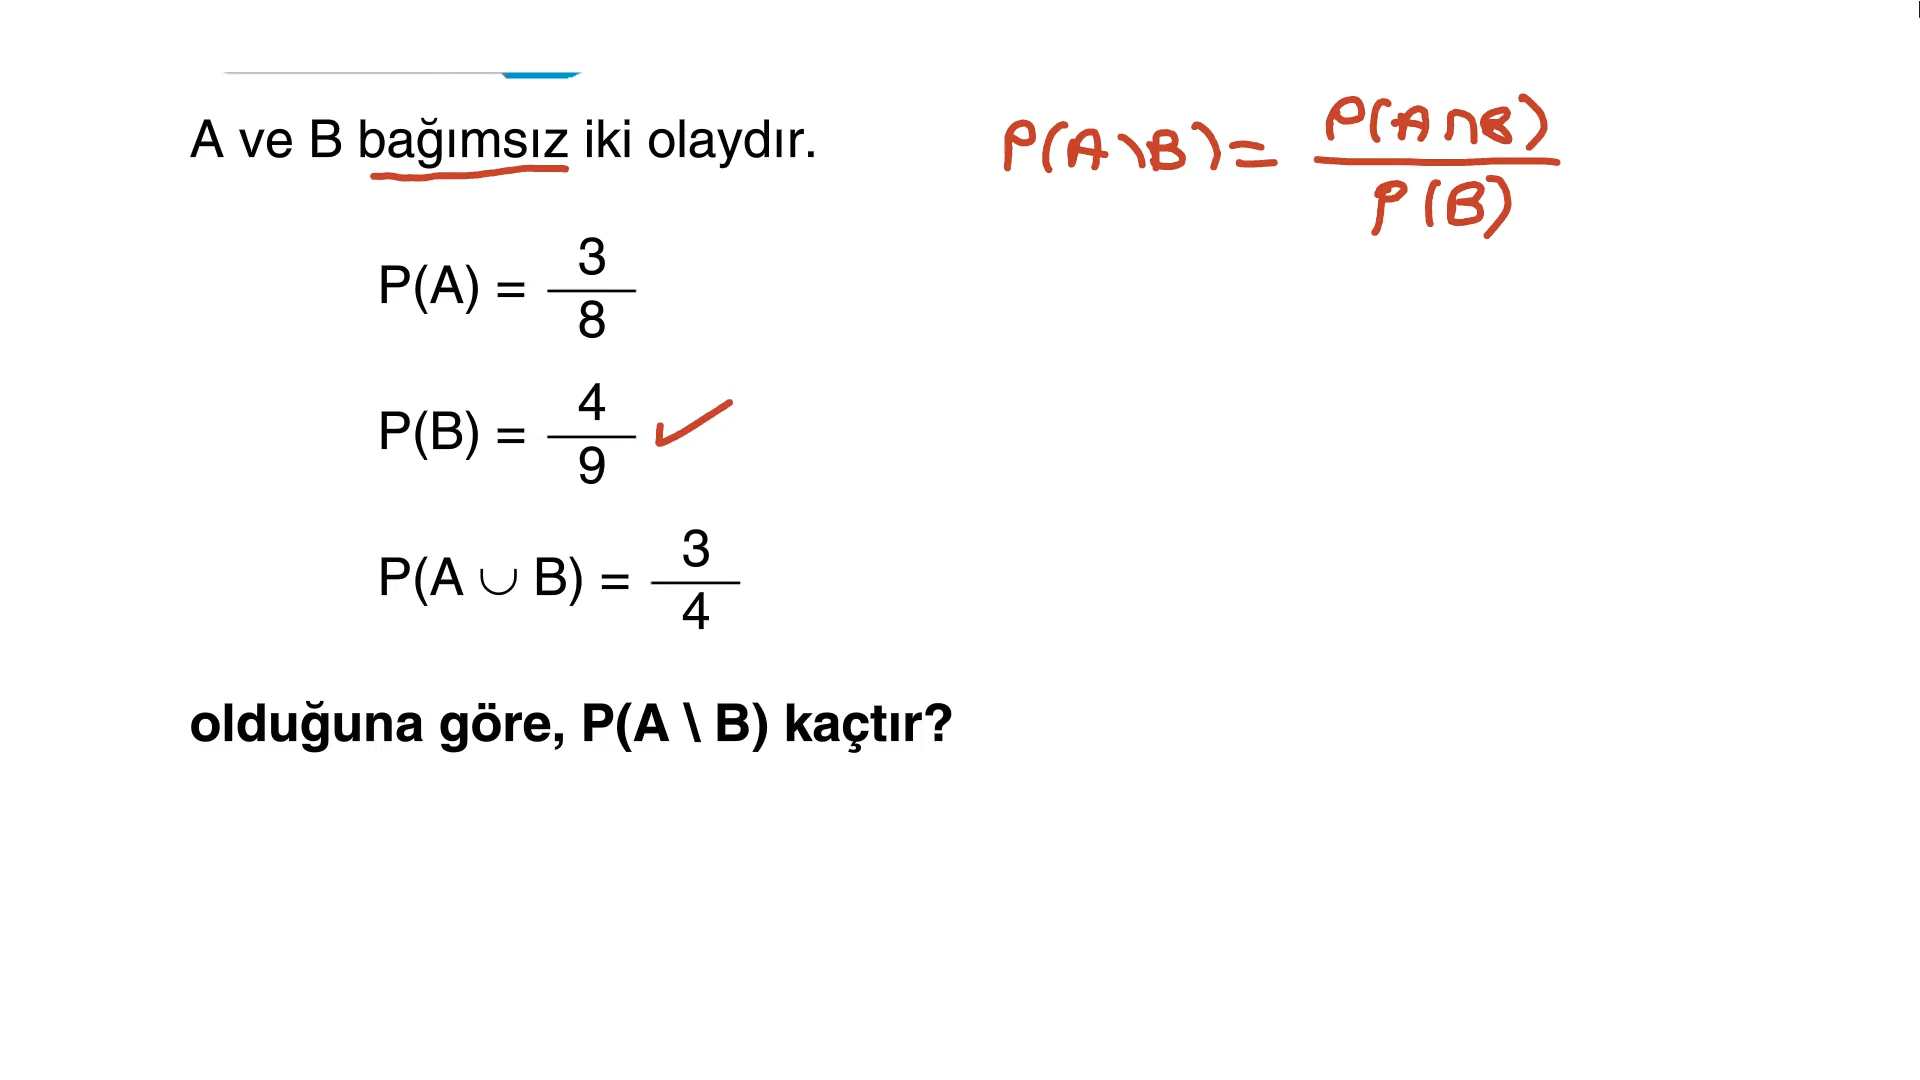 A ve B bağımsız iki olaydır.
P(A) = 3/8
P(B) = 4/9 ✓
P(A ∪ B) = 3/4
olduğuna göre, P(A \ B) kaçtır?
P(A\B) = P(A∩B)/P(B)